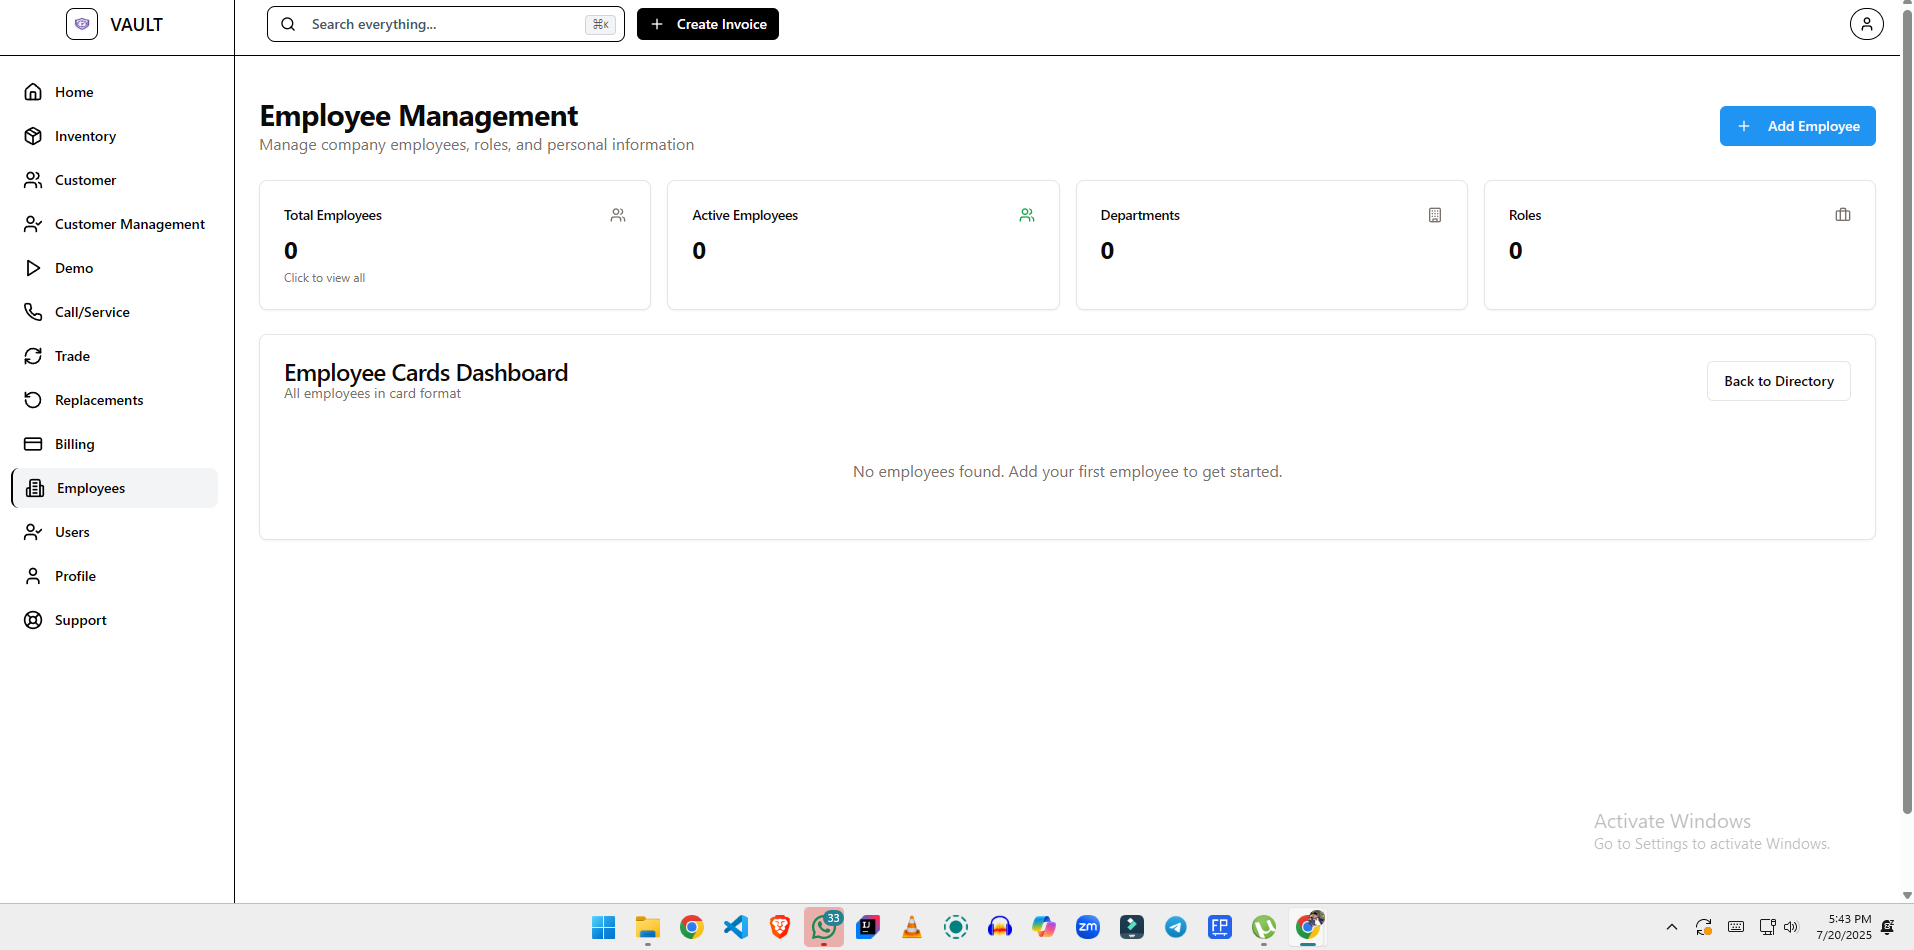 VAULT
Search everything...
⌘K
Create Invoice
Home
Inventory
Customer
Customer Management
Demo
Call/Service
Trade
Replacements
Billing
Employees
Users
Profile
Support
Employee Management
Manage company employees, roles, and personal information
Add Employee
Total Employees
0
Click to view all
Active Employees
0
Departments
0
Roles
0
Employee Cards Dashboard
All employees in card format
Back to Directory
No employees found. Add your first employee to get started.
Activate Windows
Go to Settings to activate Windows.
33
IJ
zm
FP
5:43 PM
7/20/2025